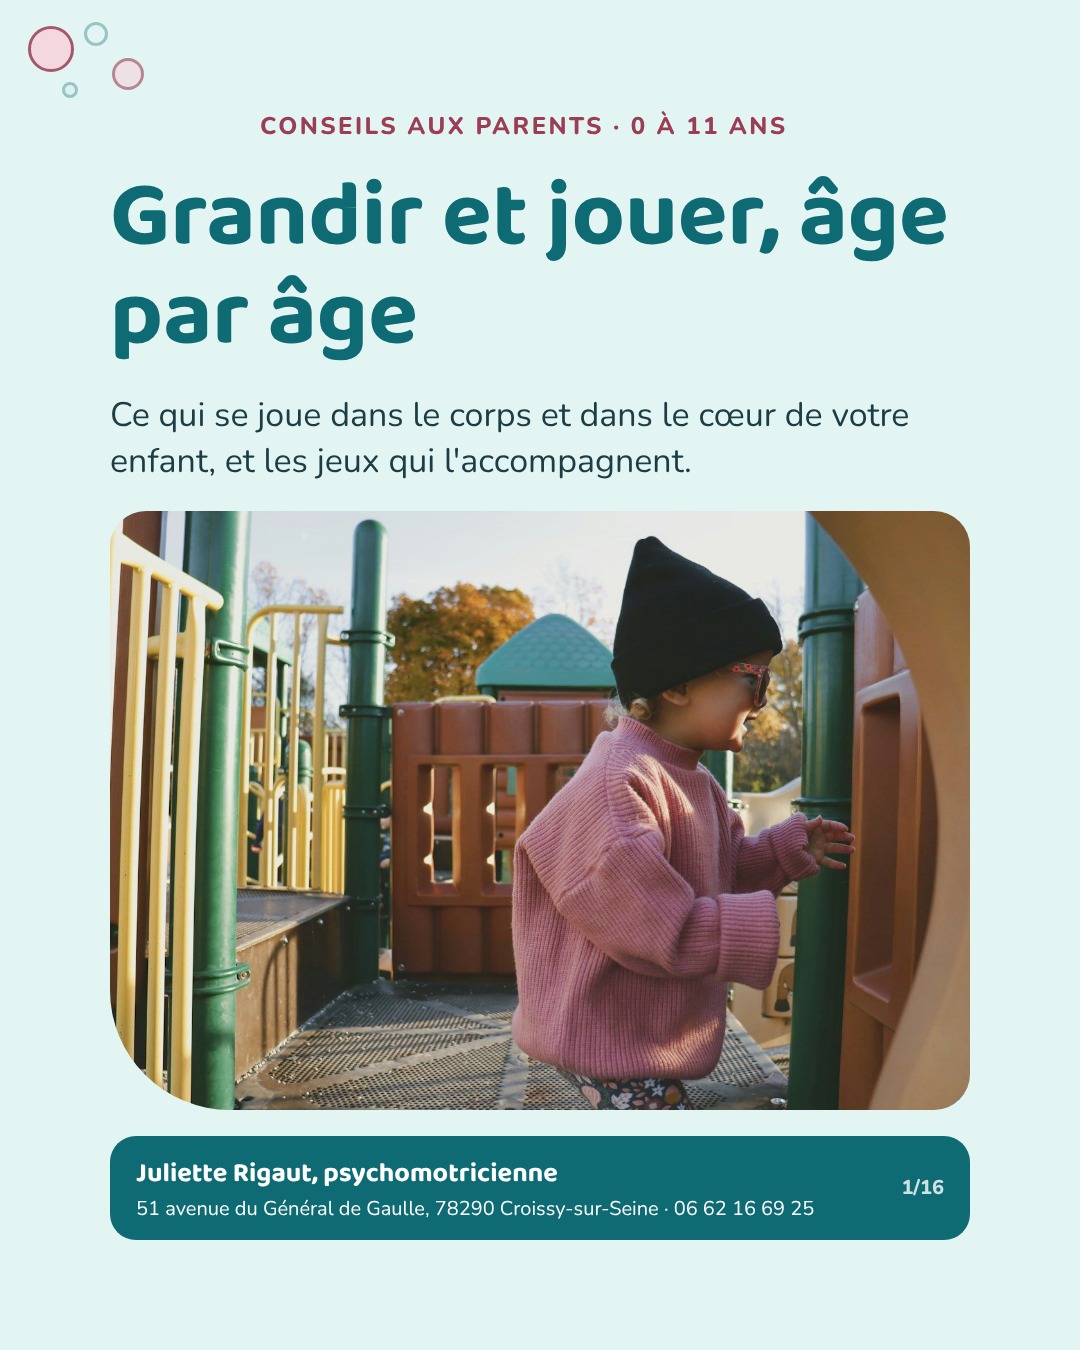 CONSEILS AUX PARENTS · 0 À 11 ANS
Grandir et jouer, âge
par âge
Ce qui se joue dans le corps et dans le cœur de votre
enfant, et les jeux qui l'accompagnent.
Juliette Rigaut, psychomotricienne
51 avenue du Général de Gaulle, 78290 Croissy-sur-Seine · 06 62 16 69 25
1/16